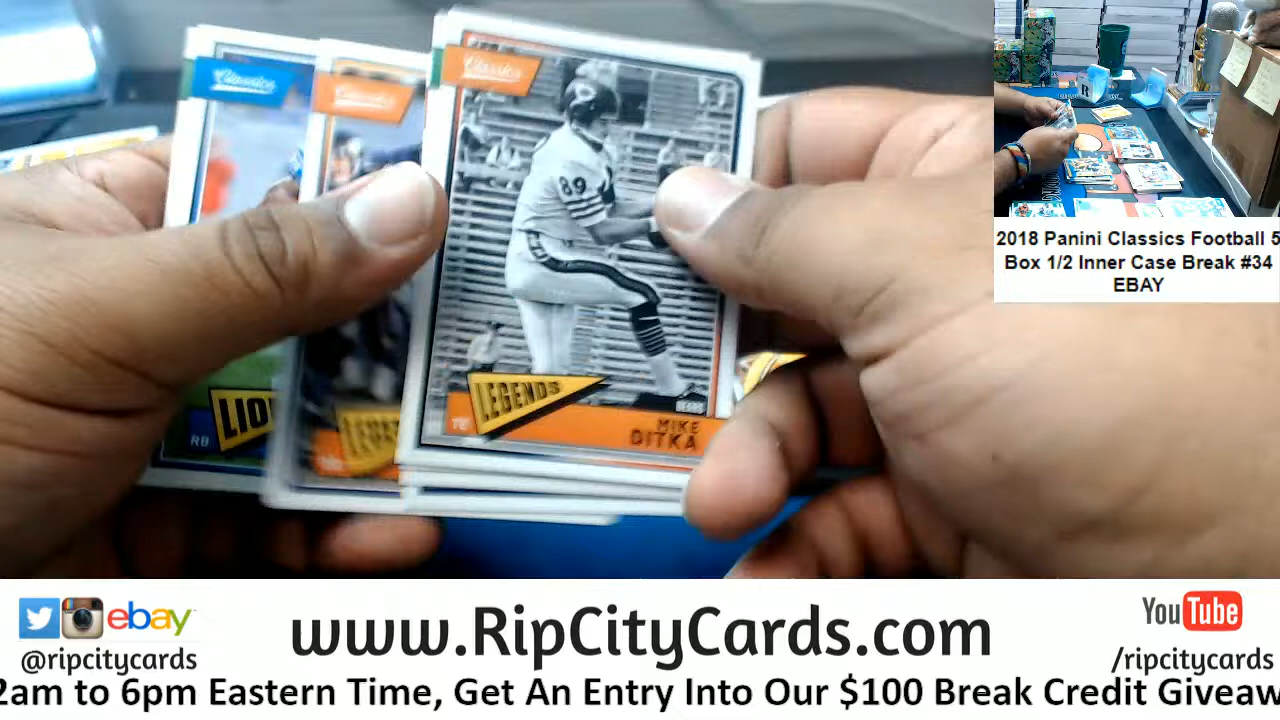 Classics
Classics
Classics
89
LEGENDS
TE
MIKE
DITKA
RB
LIO
2018 Panini Classics Football 5
Box 1/2 Inner Case Break #34
EBAY
ebay
@ripcitycards
www.RipCityCards.com
YouTube
/ripcitycards
2am to 6pm Eastern Time, Get An Entry Into Our $100 Break Credit Giveaw